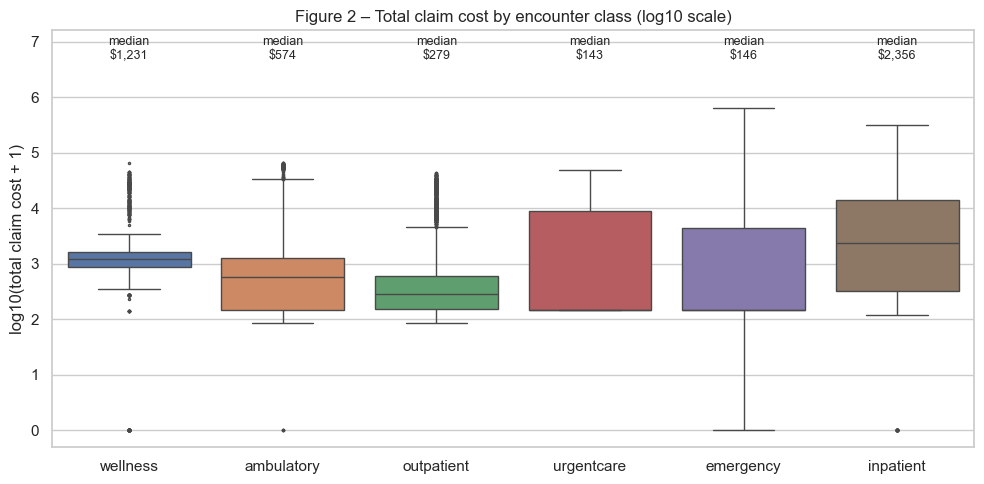 Figure 2 – Total claim cost by encounter class (log10 scale)
median median median median median median
$1,231 $574 $279 $143 $146 $2,356
log10(total claim cost + 1)
7
6
5
4
3
2
1
0
wellness ambulatory outpatient urgentcare emergency inpatient